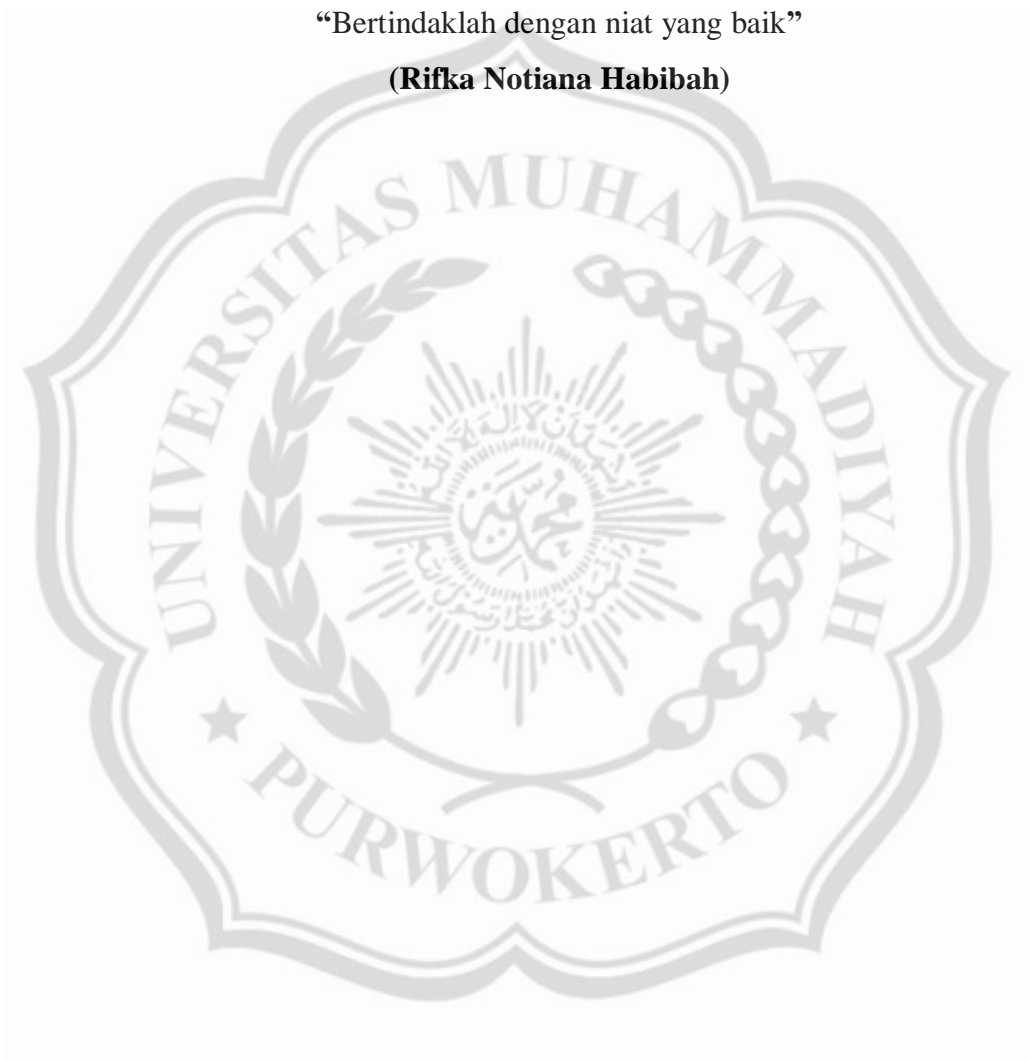 “Bertindaklah dengan niat yang baik”
(Rifka Notiana Habibah)
UNIVERSITAS MUHAMMADIYAH
PURWOKERTO